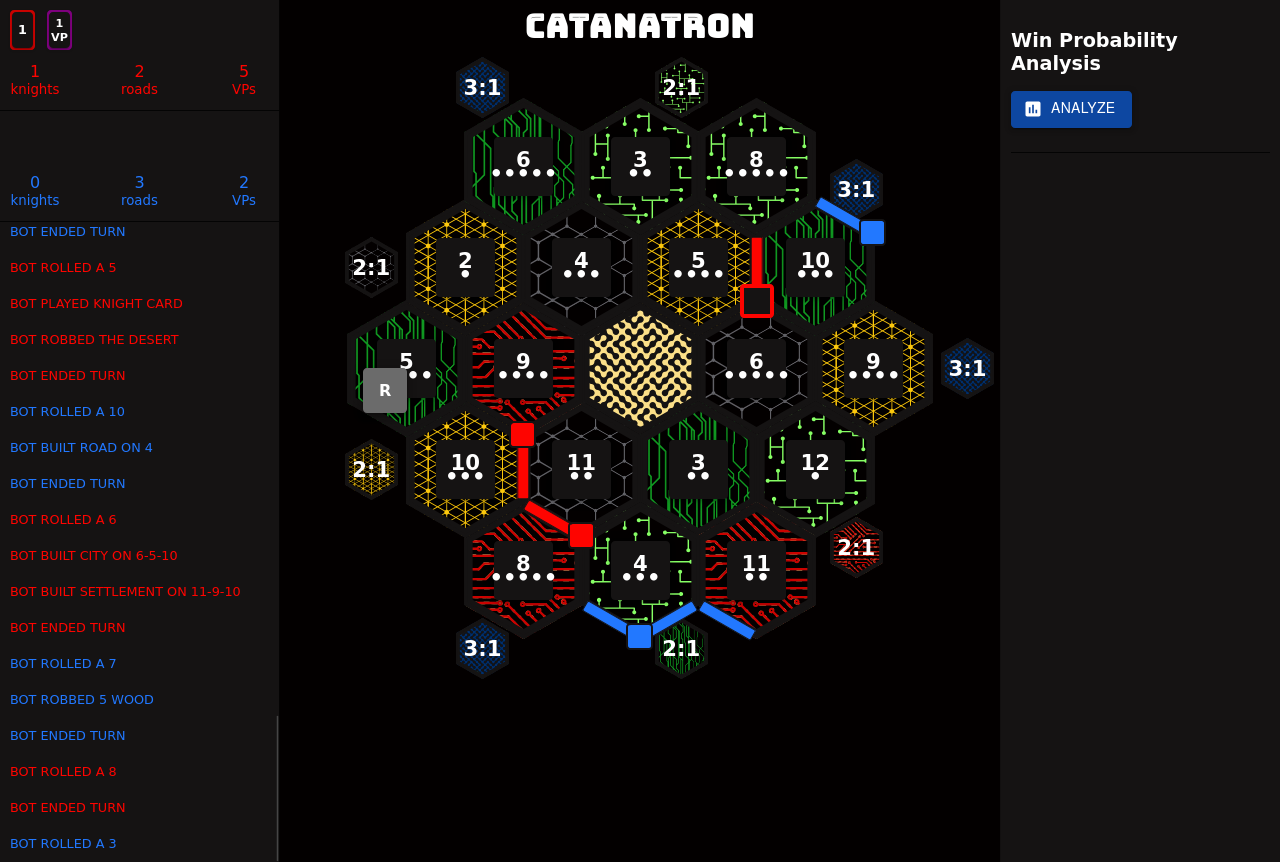 1
1
VP
1 2 5
knights roads VPs
0 3 2
knights roads VPs
BOT ENDED TURN
BOT ROLLED A 5
BOT PLAYED KNIGHT CARD
BOT ROBBED THE DESERT
BOT ENDED TURN
BOT ROLLED A 10
BOT BUILT ROAD ON 4
BOT ENDED TURN
BOT ROLLED A 6
BOT BUILT CITY ON 6-5-10
BOT BUILT SETTLEMENT ON 11-9-10
BOT ENDED TURN
BOT ROLLED A 7
BOT ROBBED 5 WOOD
BOT ENDED TURN
BOT ROLLED A 8
BOT ENDED TURN
BOT ROLLED A 3
CATANATRON
3:1 2:1
6 3 8
3:1
2:1 2 4 5 10
5 9 6 9 3:1
R
2:1 10 11 3 12
2:1
8 4 11
3:1 2:1
Win Probability
Analysis
ANALYZE